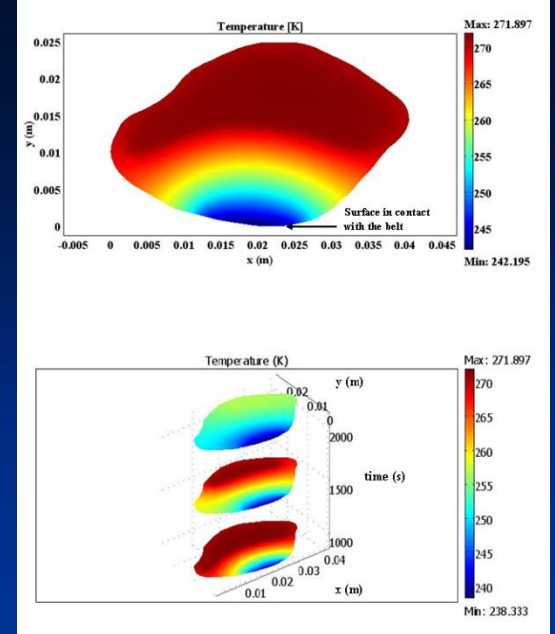 Temperature [K]
Max: 271.897
0.025
0.02
0.015
0.01
0.005
0
y (m)
-0.005 0 0.005 0.01 0.015 0.02 0.025 0.03 0.035 0.04 0.045
x (m)
Surface in contact
with the belt
270
265
260
255
250
245
Min: 242.195
Temperature (K)
Max: 271.897
y (m)
0.02
0.01
0
2000
1500
1000
time (s)
0.04
0.03
0.02
0.01
x (m)
270
265
260
255
250
245
240
Min: 238.333